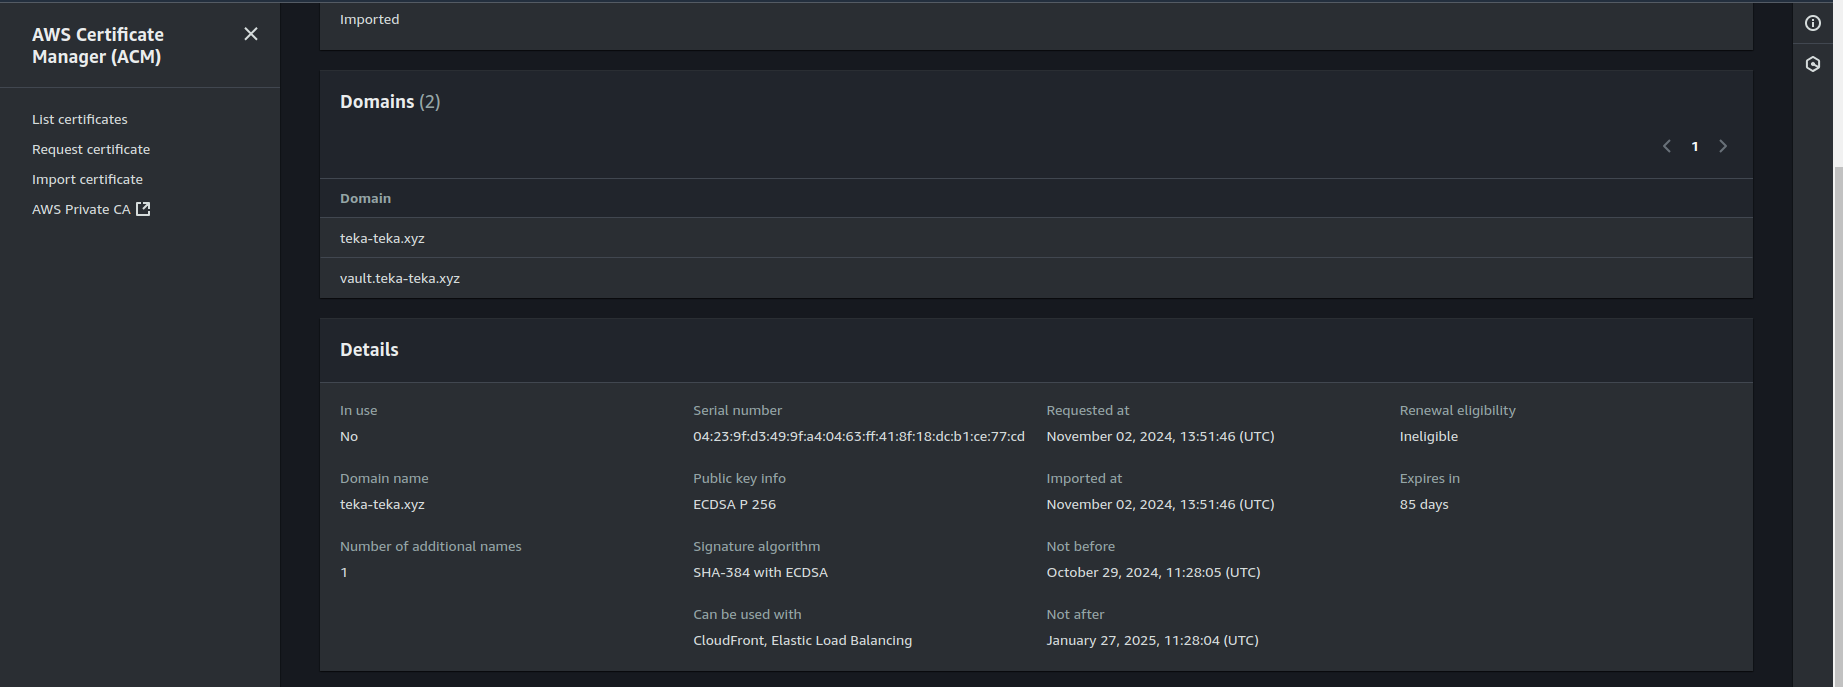 AWS Certificate
Manager (ACM)
List certificates
Request certificate
Import certificate
AWS Private CA
Imported
Domains (2)
1
Domain
teka-teka.xyz
vault.teka-teka.xyz
Details
In use
No
Domain name
teka-teka.xyz
Number of additional names
1
Serial number
04:23:9f:d3:49:9f:a4:04:63:ff:41:8f:18:dc:b1:ce:77:cd
Public key info
ECDSA P 256
Signature algorithm
SHA-384 with ECDSA
Can be used with
CloudFront, Elastic Load Balancing
Requested at
November 02, 2024, 13:51:46 (UTC)
Imported at
November 02, 2024, 13:51:46 (UTC)
Not before
October 29, 2024, 11:28:05 (UTC)
Not after
January 27, 2025, 11:28:04 (UTC)
Renewal eligibility
Ineligible
Expires in
85 days